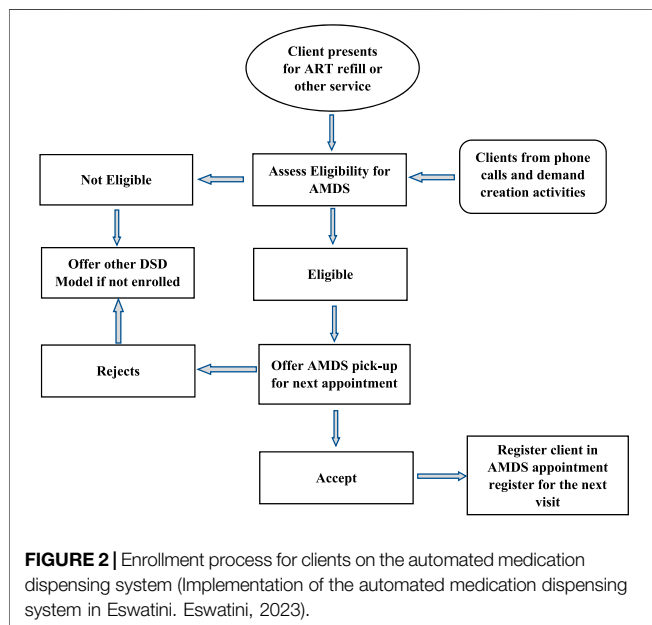 Client presents
for ART refill or
other service
Not Eligible
Assess Eligibility for
AMDS
Clients from phone
calls and demand
creation activities
Offer other DSD
Model if not enrolled
Eligible
Rejects
Offer AMDS pick-up
for next appointment
Accept
Register client in
AMDS appointment
register for the next
visit
FIGURE 2 | Enrollment process for clients on the automated medication
dispensing system (Implementation of the automated medication dispensing
system in Eswatini. Eswatini, 2023).